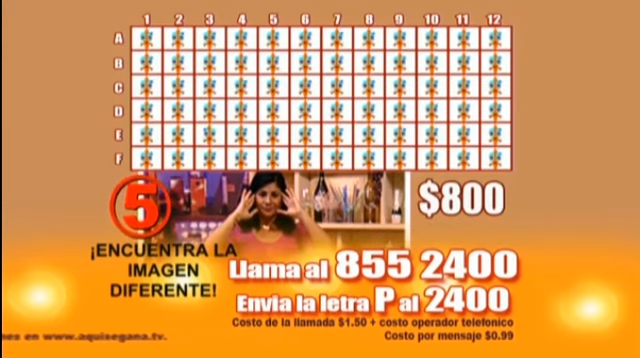 1 2 3 4 5 6 7 8 9 10 11 12
A
B
C
D
E
F
5
$800
¡ENCUENTRA LA
IMAGEN
DIFERENTE!
Llama al 855 2400
Envia la letra P al 2400
Costo de la llamada $1.50 + costo operador telefonico
Costo por mensaje $0.99
nes en www.aquisegana.tv.